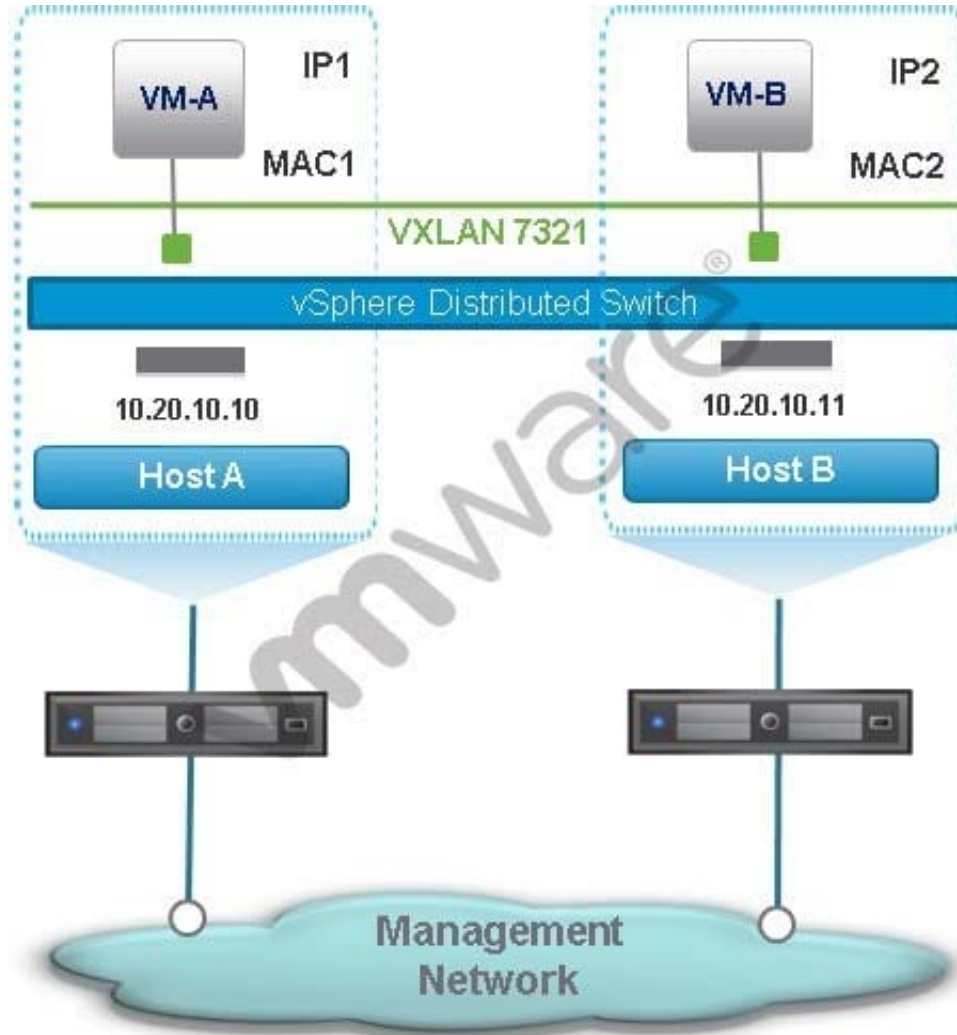 IP1
VM-A
MAC1
IP2
VM-B
MAC2
VXLAN 7321
vSphere Distributed Switch
10.20.10.10
10.20.10.11
Host A
Host B
vmware®
Management
Network